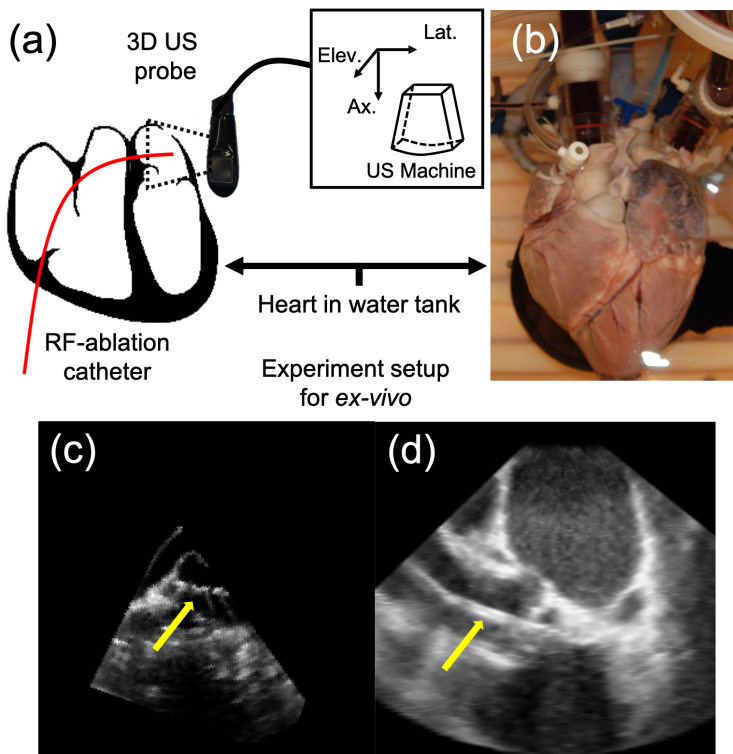 (a)
3D US
probe
Elev.
Lat.
Ax.
US Machine
(b)
Heart in water tank
RF-ablation
catheter
Experiment setup
for ex-vivo
(c)
(d)